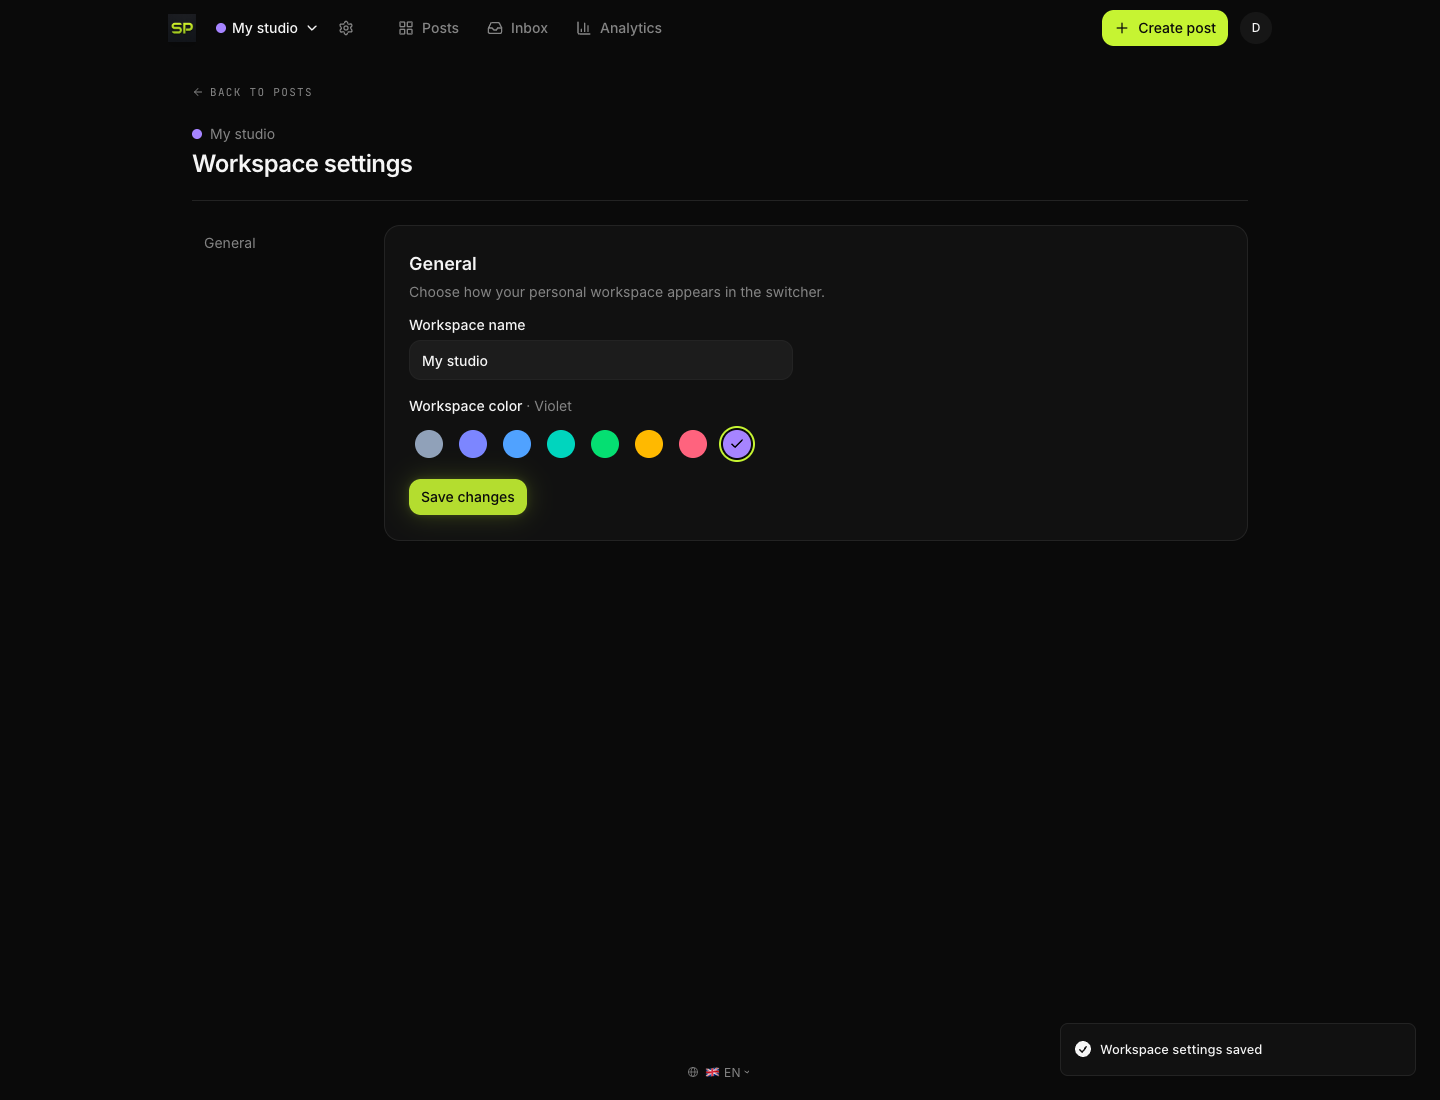 SP
My studio
Posts
Inbox
Analytics
Create post
D
BACK TO POSTS
My studio
Workspace settings
General
General
Choose how your personal workspace appears in the switcher.
Workspace name
My studio
Workspace color · Violet
Save changes
Workspace settings saved
EN